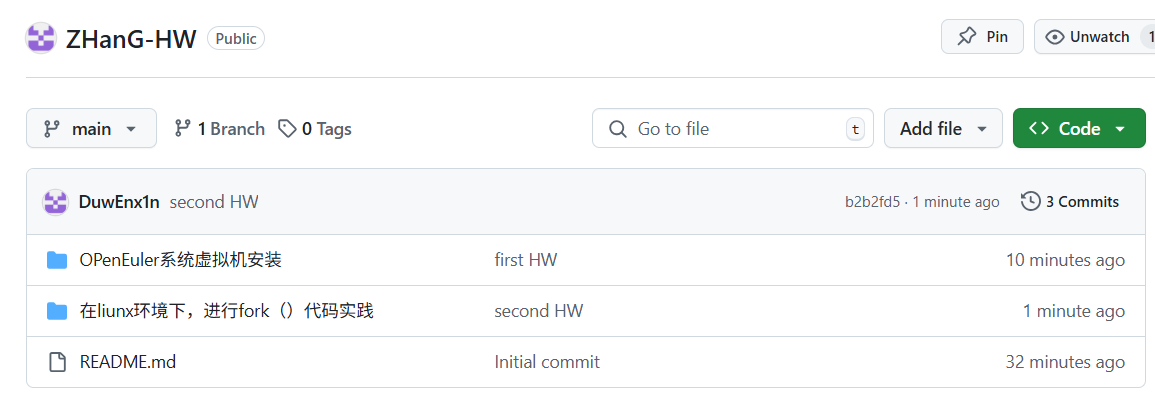 ZHanG-HW Public Pin Unwatch 1
main 1 Branch 0 Tags Go to file t Add file Code
DuwEnx1n second HW b2b2fd5 · 1 minute ago 3 Commits
OPenEuler系统虚拟机安装 first HW 10 minutes ago
在liunx环境下，进行fork（）代码实践 second HW 1 minute ago
README.md Initial commit 32 minutes ago